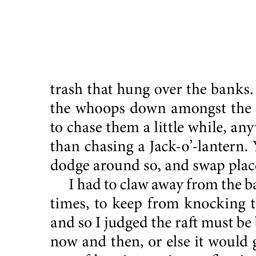 trash that hung over the banks.
the whoops down amongst the
to chase them a little while, any
than chasing a Jack-o’-lantern.
dodge around so, and swap plac
I had to claw away from the ba
times, to keep from knocking t
and so I judged the raft must be b
now and then, or else it would g